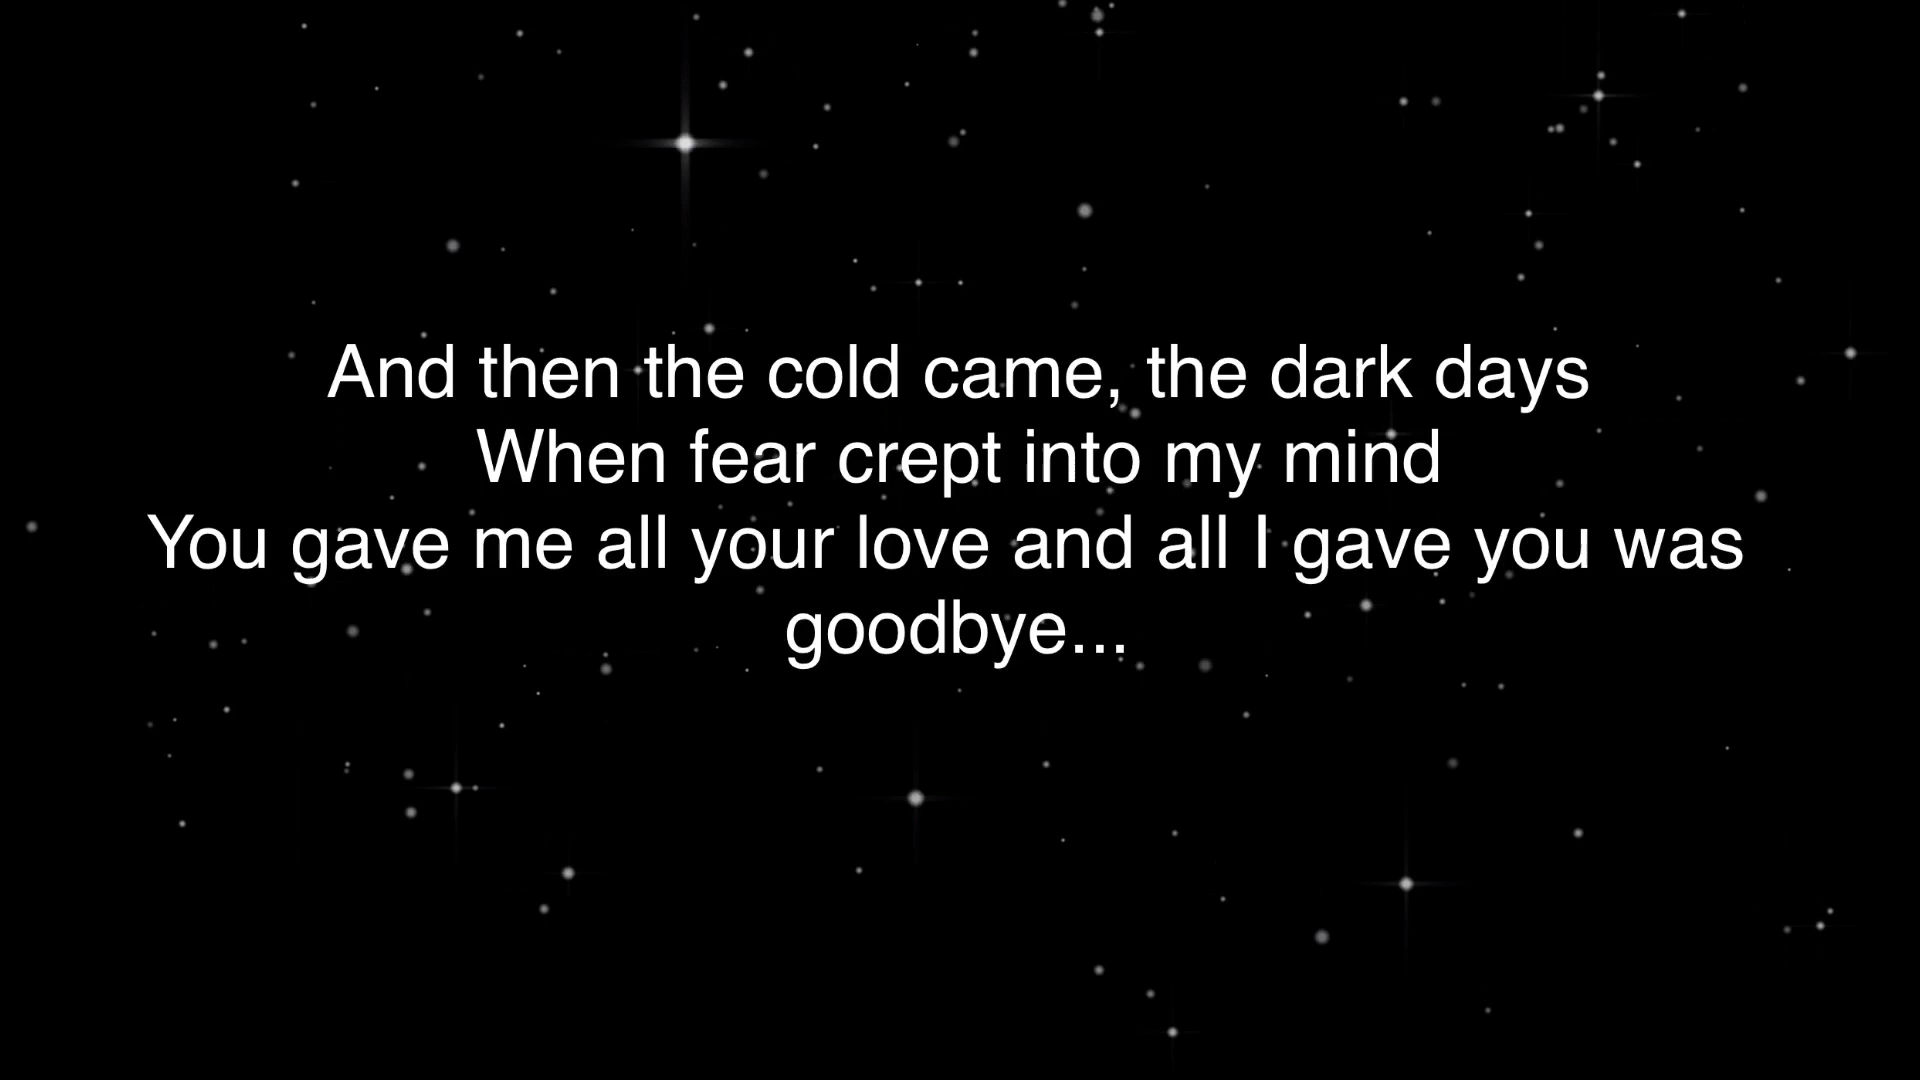 And then the cold came, the dark days
When fear crept into my mind
You gave me all your love and all I gave you was
goodbye...